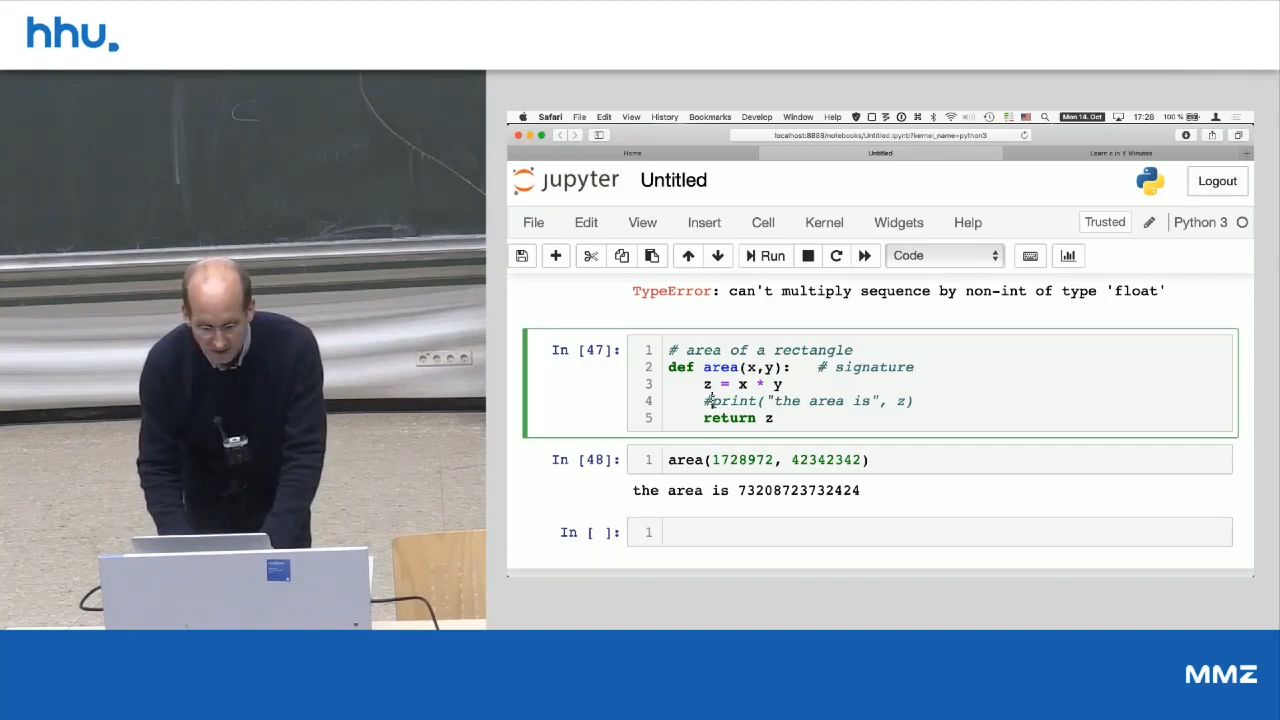 hhu.
Safari File Edit View History Bookmarks Develop Window Help Mon 14. Oct 17:28 100 %
localhost:8888/notebooks/Untitled.ipynb?kernel_name=python3
Home Untitled Learn c in Y Minutes
jupyter Untitled Logout
File Edit View Insert Cell Kernel Widgets Help Trusted Python 3
Run Code
TypeError: can't multiply sequence by non-int of type 'float'
In [47]: 1 # area of a rectangle
2 def area(x,y): # signature
3 z = x * y
4 #print("the area is", z)
5 return z
In [48]: 1 area(1728972, 42342342)
the area is 73208723732424
In [ ]: 1
MMZ